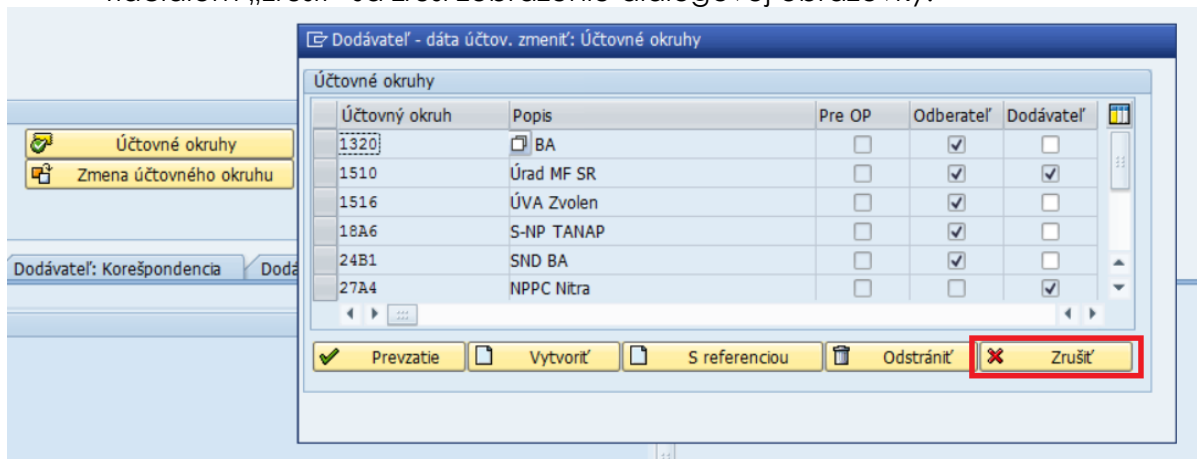 Dodávateľ - dáta účtov. zmeniť: Účtovné okruhy
Účtovné okruhy
Účtovný okruh Popis Pre OP Odberateľ Dodávateľ
1320 BA
1510 Úrad MF SR
1516 ÚVA Zvolen
18A6 S-NP TANAP
24B1 SND BA
27A4 NPPC Nitra
Prevzatie Vytvoriť S referenciou Odstrániť Zrušiť
Účtovné okruhy
Zmena účtovného okruhu
Dodávateľ: Korešpondencia Dodá